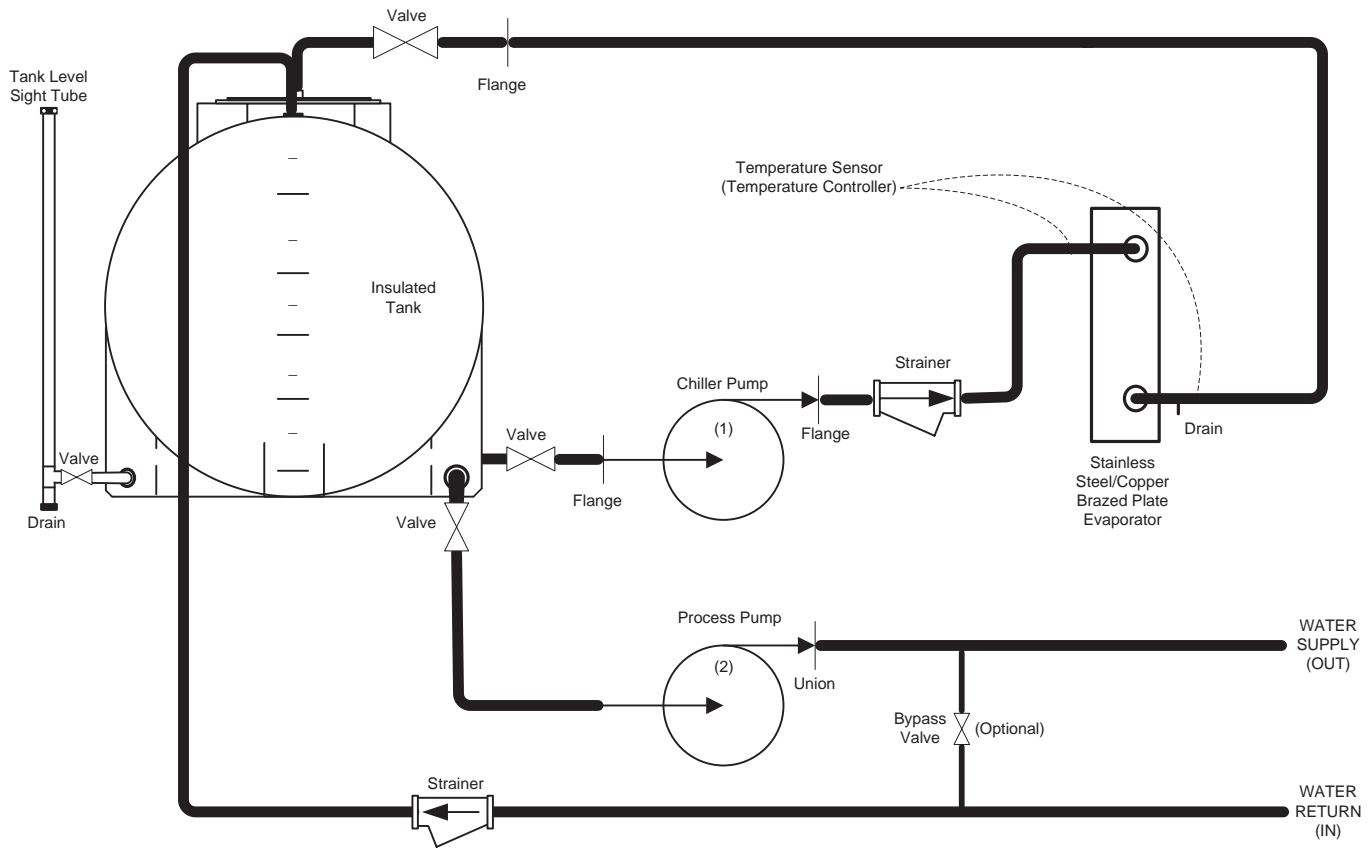 Valve
Flange
Tank Level
Sight Tube
Temperature Sensor
(Temperature Controller)
Insulated
Tank
Strainer
Chiller Pump
(1)
Flange
Drain
Valve
Valve
Flange
Stainless
Steel/Copper
Brazed Plate
Evaporator
Drain
Valve
Process Pump
(2)
Union
WATER
SUPPLY
(OUT)
Bypass
Valve
(Optional)
Strainer
WATER
RETURN
(IN)